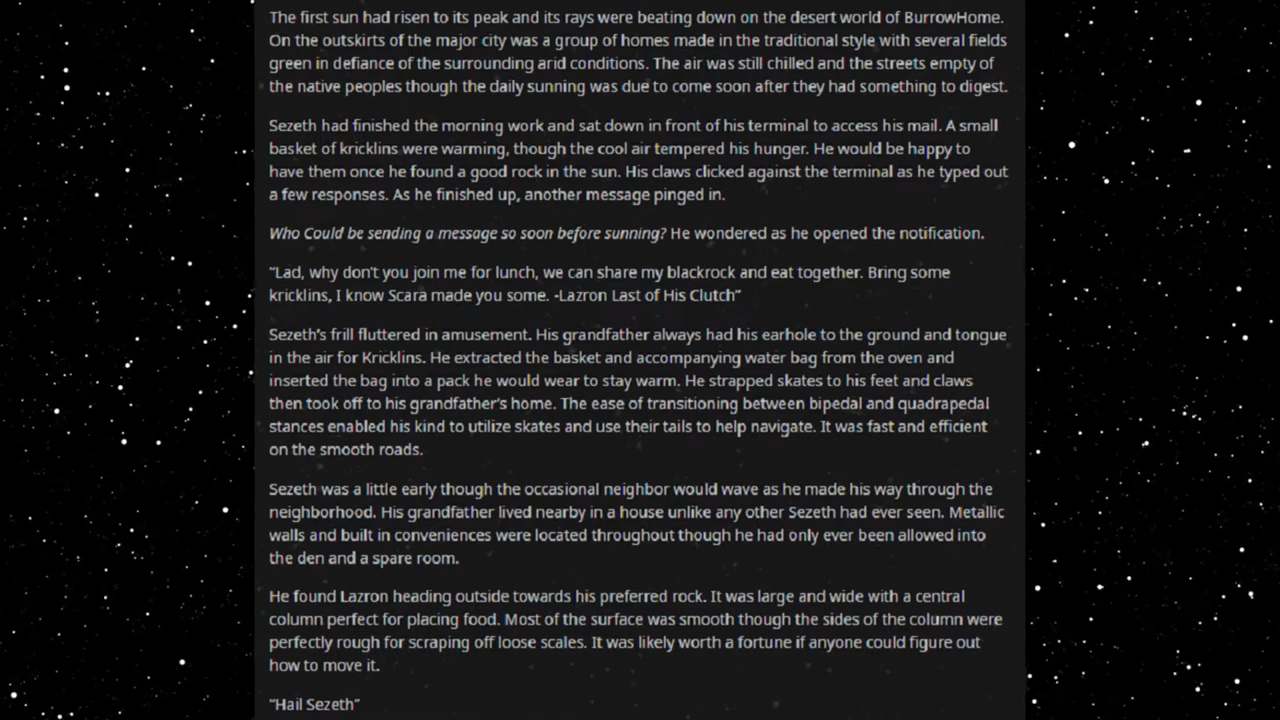 The first sun had risen to its peak and its rays were beating down on the desert world of BurrowHome.
On the outskirts of the major city was a group of homes made in the traditional style with several fields
green in defiance of the surrounding arid conditions. The air was still chilled and the streets empty of
the native peoples though the daily sunning was due to come soon after they had something to digest.
Sezeth had finished the morning work and sat down in front of his terminal to access his mail. A small
basket of kricklins were warming, though the cool air tempered his hunger. He would be happy to
have them once he found a good rock in the sun. His claws clicked against the terminal as he typed out
a few responses. As he finished up, another message pinged in.
Who Could be sending a message so soon before sunning? He wondered as he opened the notification.
“Lad, why don’t you join me for lunch, we can share my blackrock and eat together. Bring some
kricklins, I know Scara made you some. -Lazron Last of His Clutch”
Sezeth’s frill fluttered in amusement. His grandfather always had his earhole to the ground and tongue
in the air for Kricklins. He extracted the basket and accompanying water bag from the oven and
inserted the bag into a pack he would wear to stay warm. He strapped skates to his feet and claws
then took off to his grandfather’s home. The ease of transitioning between bipedal and quadrapedal
stances enabled his kind to utilize skates and use their tails to help navigate. It was fast and efficient
on the smooth roads.
Sezeth was a little early though the occasional neighbor would wave as he made his way through the
neighborhood. His grandfather lived nearby in a house unlike any other Sezeth had ever seen. Metallic
walls and built in conveniences were located throughout though he had only ever been allowed into
the den and a spare room.
He found Lazron heading outside towards his preferred rock. It was large and wide with a central
column perfect for placing food. Most of the surface was smooth though the sides of the column were
perfectly rough for scraping off loose scales. It was likely worth a fortune if anyone could figure out
how to move it.
“Hail Sezeth”